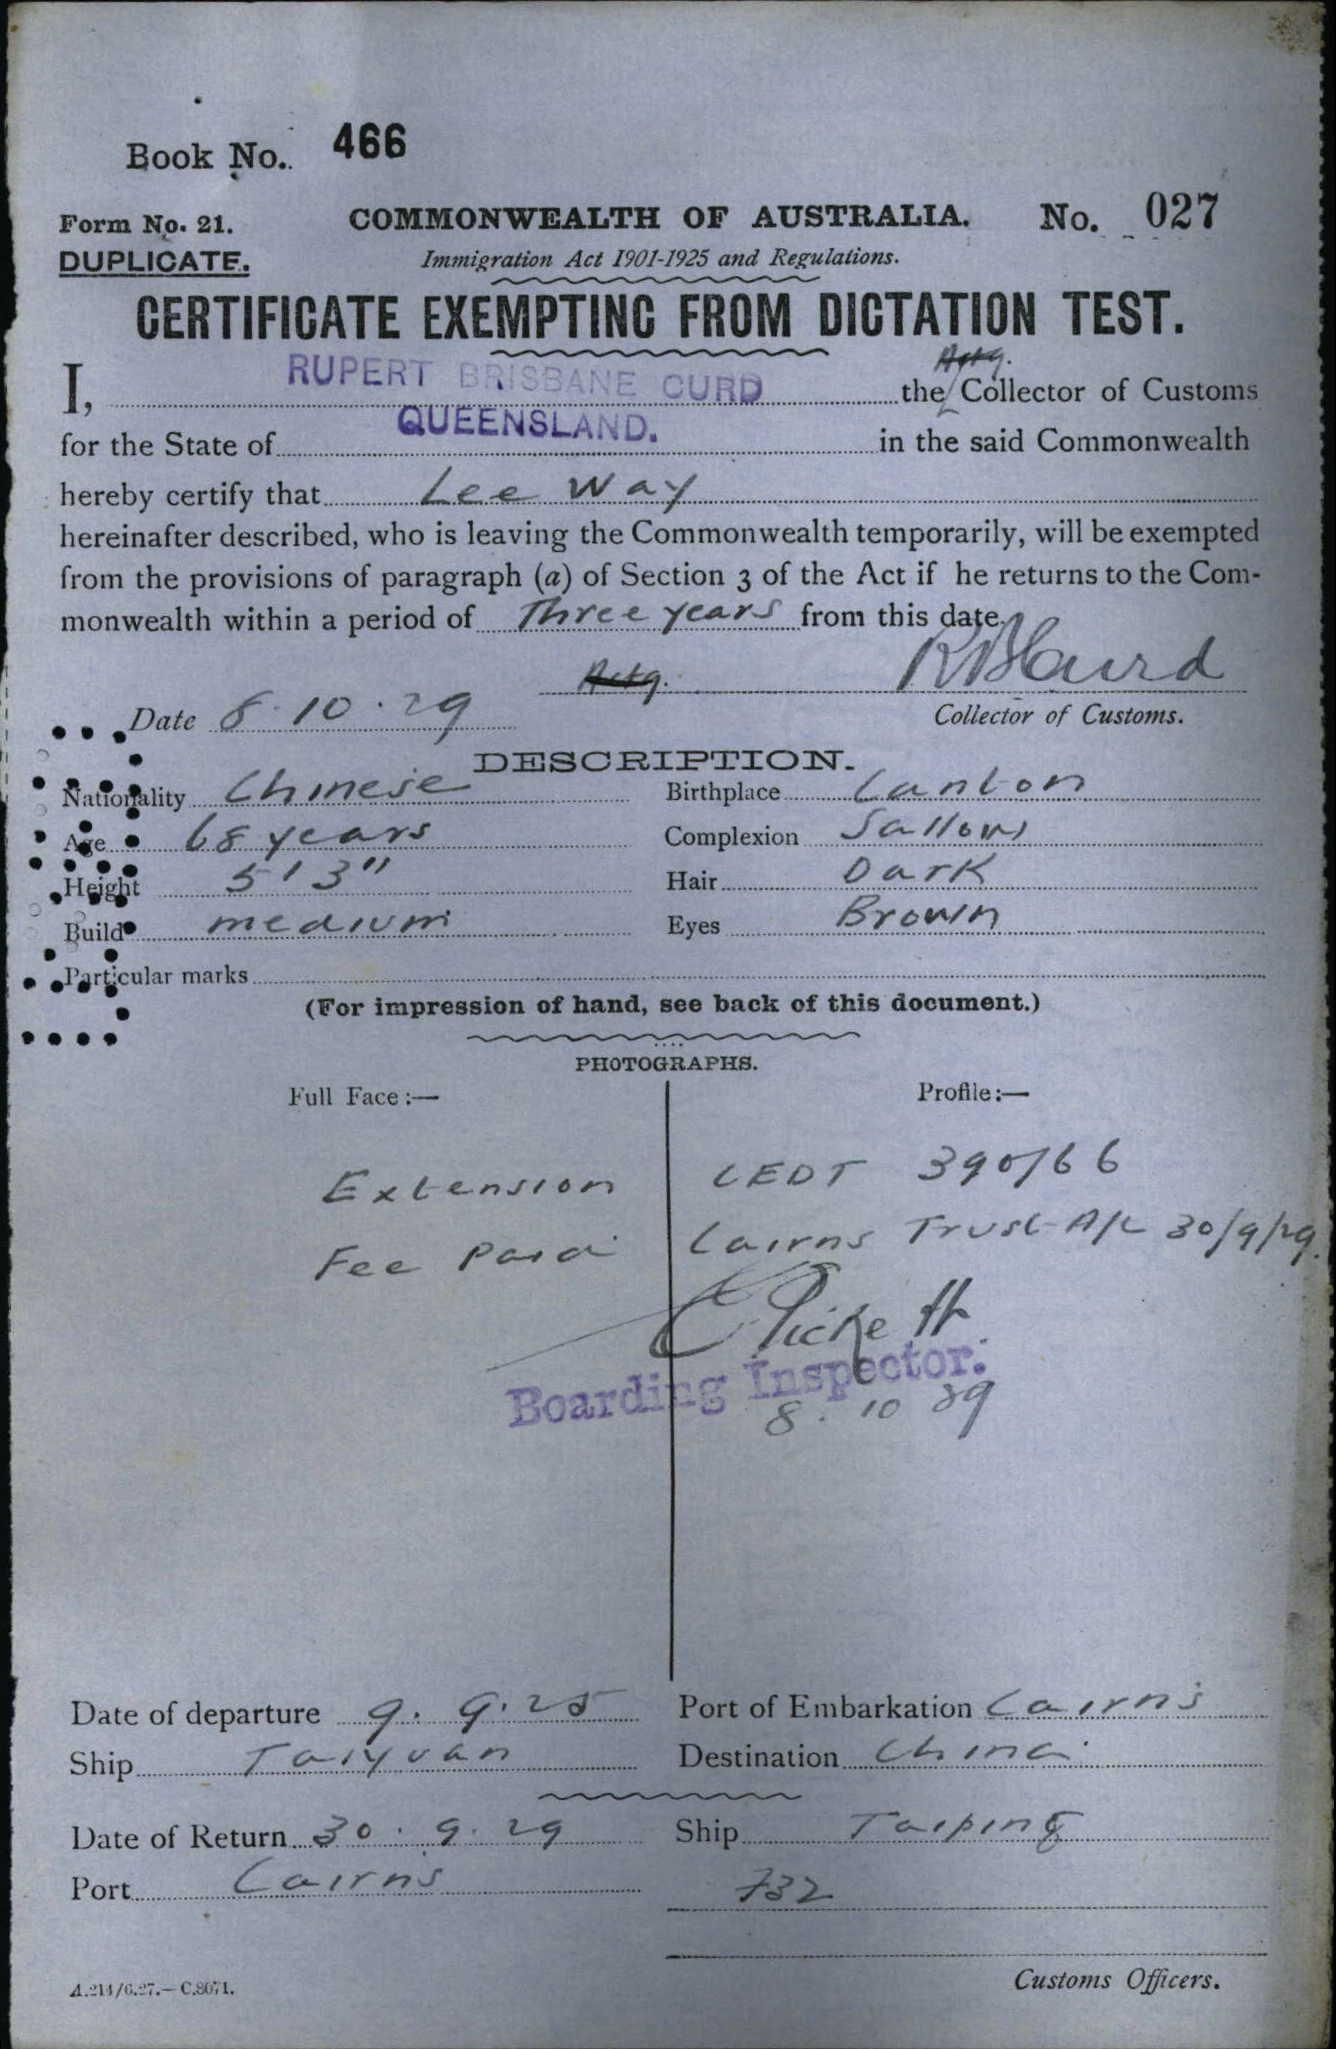 Book No. 466
Form No. 21.
COMMONWEALTH OF AUSTRALIA.
No. 027
DUPLICATE.
Immigration Act 1901-1925 and Regulations.
CERTIFICATE EXEMPTING FROM DICTATION TEST.
Actg.
I, RUPERT BRISBANE CURD the Collector of Customs
for the State of QUEENSLAND. in the said Commonwealth
hereby certify that Lee Way
hereinafter described, who is leaving the Commonwealth temporarily, will be exempted
from the provisions of paragraph (a) of Section 3 of the Act if he returns to the Com-
monwealth within a period of Three years from this date.
Actg. RBCurd
Date 8.10.29
Collector of Customs.
DESCRIPTION.
Nationality Chinese Birthplace Canton
Age 68 years Complexion Sallow
Height 5' 3" Hair Dark
Build medium Eyes Brown
Particular marks
(For impression of hand, see back of this document.)
PHOTOGRAPHS.
Full Face:— Profile:—
Extension CEDT 390/66
Fee Paid Cairns Trust A/c 30/9/29.
C Pickett
Boarding Inspector.
8.10 29
Date of departure 9.9.25 Port of Embarkation Cairns
Ship Taiyuan Destination China
Date of Return 30.9.29 Ship Taiping
Port Cairns 732
A.214/6.27.—C.8071.
Customs Officers.